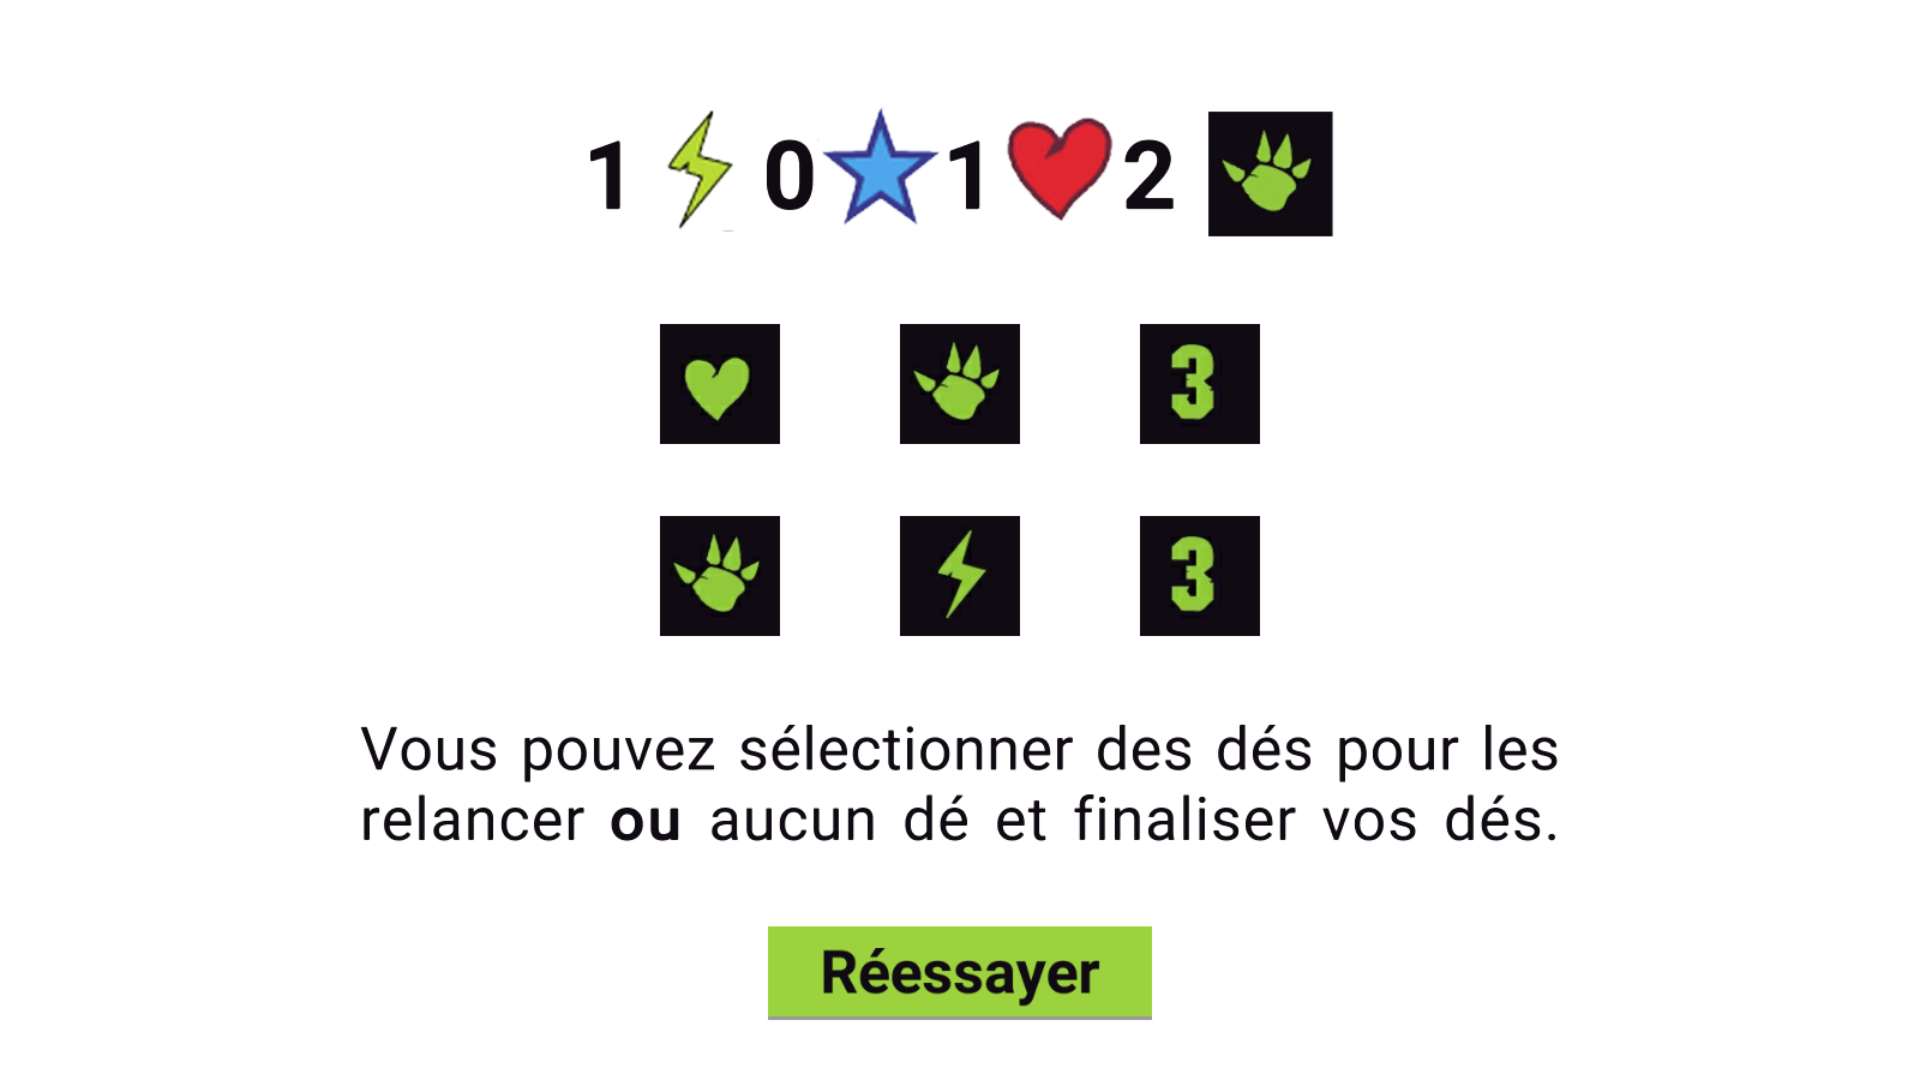 1 0 1 2
3
3
Vous pouvez sélectionner des dés pour les
relancer ou aucun dé et finaliser vos dés.
Réessayer